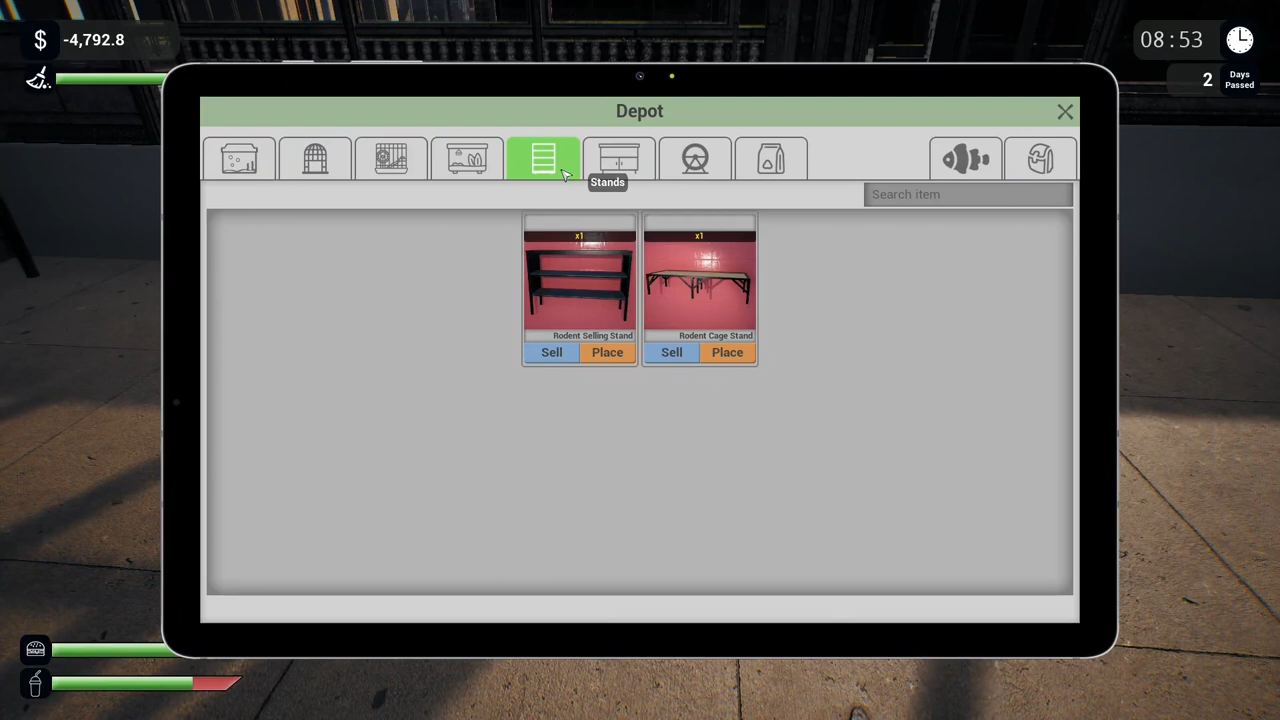 $ -4,792.8
08:53
2 Days Passed
Depot
Stands
Search item
x1
x1
Rodent Selling Stand
Rodent Cage Stand
Sell Place
Sell Place